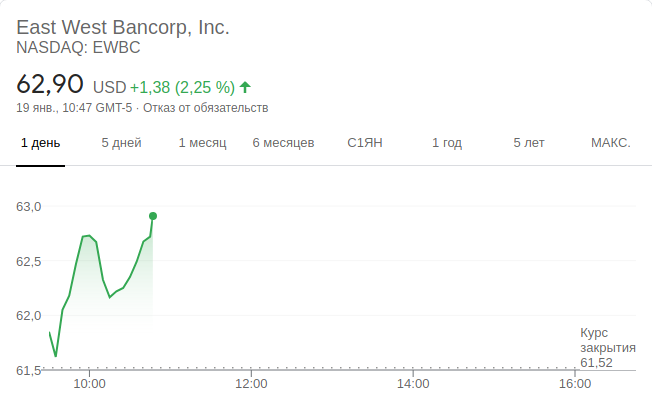 East West Bancorp, Inc.
NASDAQ: EWBC
62,90 USD +1,38 (2,25 %)
19 янв., 10:47 GMT-5 · Отказ от обязательств
1 день 5 дней 1 месяц 6 месяцев С1ЯН 1 год 5 лет МАКС.
63,0
62,5
62,0
Курс
закрытия
61,52
61,5
10:00 12:00 14:00 16:00